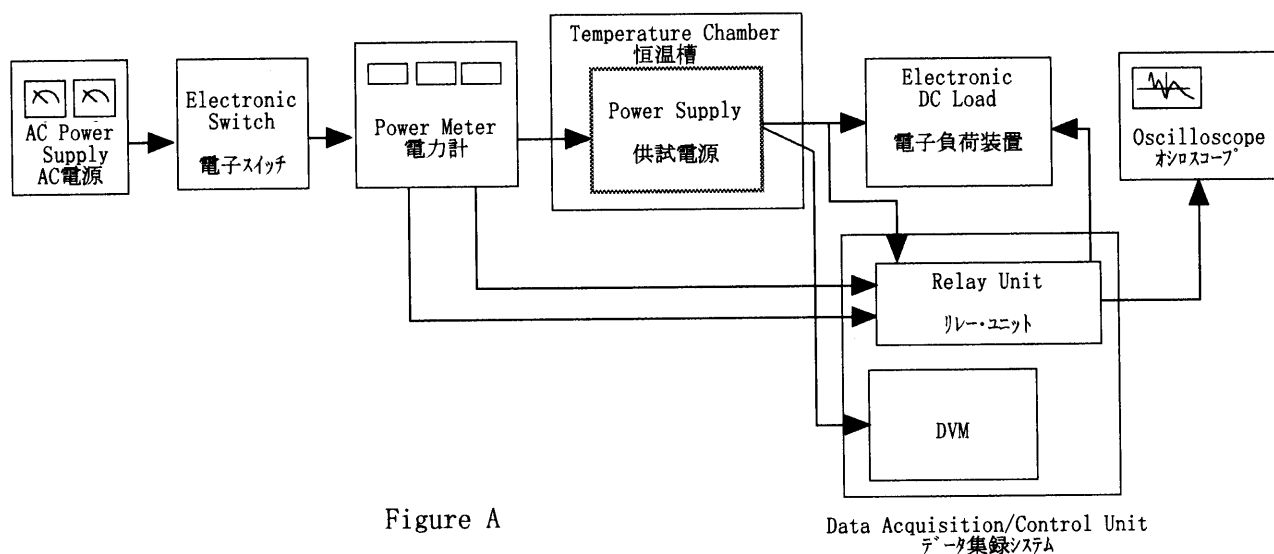 AC Power
Supply
AC電源
Electronic
Switch
電子ｽｲｯﾁ
Power Meter
電力計
Temperature Chamber
恒温槽
Power Supply
供試電源
Electronic
DC Load
電子負荷装置
Oscilloscope
ｵｼﾛｽｺｰﾌﾟ
Relay Unit
ﾘﾚｰ・ﾕﾆｯﾄ
DVM
Figure A
Data Acquisition/Control Unit
ﾃﾞｰﾀ集録ｼｽﾃﾑ